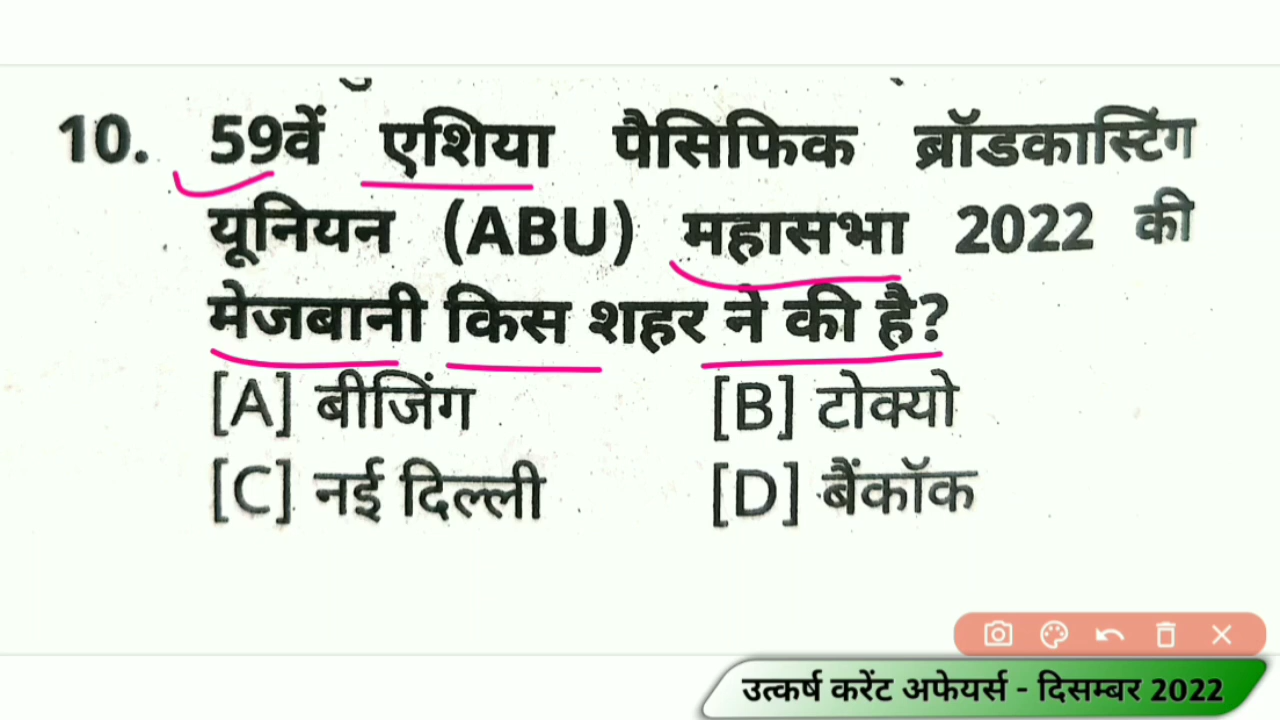 10. 59वें एशिया पैसिफिक ब्रॉडकास्टिंग
यूनियन (ABU) महासभा 2022 की
मेजबानी किस शहर ने की है?
[A] बीजिंग [B] टोक्यो
[C] नई दिल्ली [D] बैंकॉक
उत्कर्ष करेंट अफेयर्स - दिसम्बर 2022